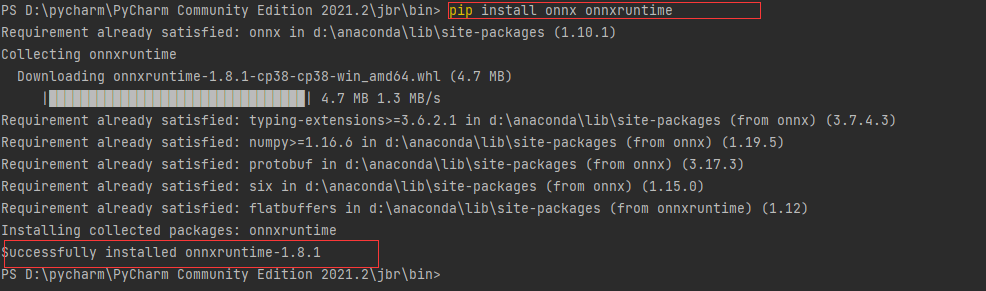 PS D:\pycharm\PyCharm Community Edition 2021.2\jbr\bin> pip install onnx onnxruntime
Requirement already satisfied: onnx in d:\anaconda\lib\site-packages (1.10.1)
Collecting onnxruntime
  Downloading onnxruntime-1.8.1-cp38-cp38-win_amd64.whl (4.7 MB)
     |████████████████████████████████| 4.7 MB 1.3 MB/s
Requirement already satisfied: typing-extensions>=3.6.2.1 in d:\anaconda\lib\site-packages (from onnx) (3.7.4.3)
Requirement already satisfied: numpy>=1.16.6 in d:\anaconda\lib\site-packages (from onnx) (1.19.5)
Requirement already satisfied: protobuf in d:\anaconda\lib\site-packages (from onnx) (3.17.3)
Requirement already satisfied: six in d:\anaconda\lib\site-packages (from onnx) (1.15.0)
Requirement already satisfied: flatbuffers in d:\anaconda\lib\site-packages (from onnxruntime) (1.12)
Installing collected packages: onnxruntime
Successfully installed onnxruntime-1.8.1
PS D:\pycharm\PyCharm Community Edition 2021.2\jbr\bin>